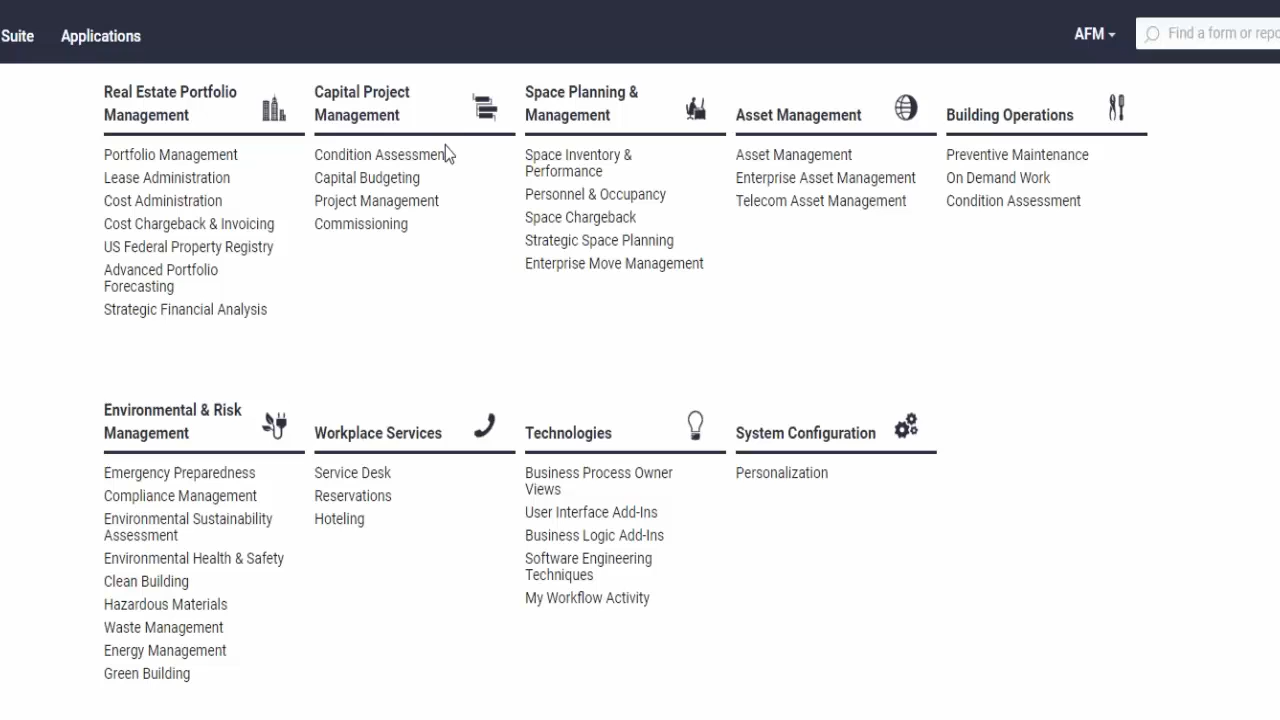 Suite
Applications
AFM
Find a form or repo
Real Estate Portfolio
Management
Portfolio Management
Lease Administration
Cost Administration
Cost Chargeback & Invoicing
US Federal Property Registry
Advanced Portfolio
Forecasting
Strategic Financial Analysis
Capital Project
Management
Condition Assessment
Capital Budgeting
Project Management
Commissioning
Space Planning &
Management
Space Inventory &
Performance
Personnel & Occupancy
Space Chargeback
Strategic Space Planning
Enterprise Move Management
Asset Management
Asset Management
Enterprise Asset Management
Telecom Asset Management
Building Operations
Preventive Maintenance
On Demand Work
Condition Assessment
Environmental & Risk
Management
Emergency Preparedness
Compliance Management
Environmental Sustainability
Assessment
Environmental Health & Safety
Clean Building
Hazardous Materials
Waste Management
Energy Management
Green Building
Workplace Services
Service Desk
Reservations
Hoteling
Technologies
Business Process Owner
Views
User Interface Add-Ins
Business Logic Add-Ins
Software Engineering
Techniques
My Workflow Activity
System Configuration
Personalization